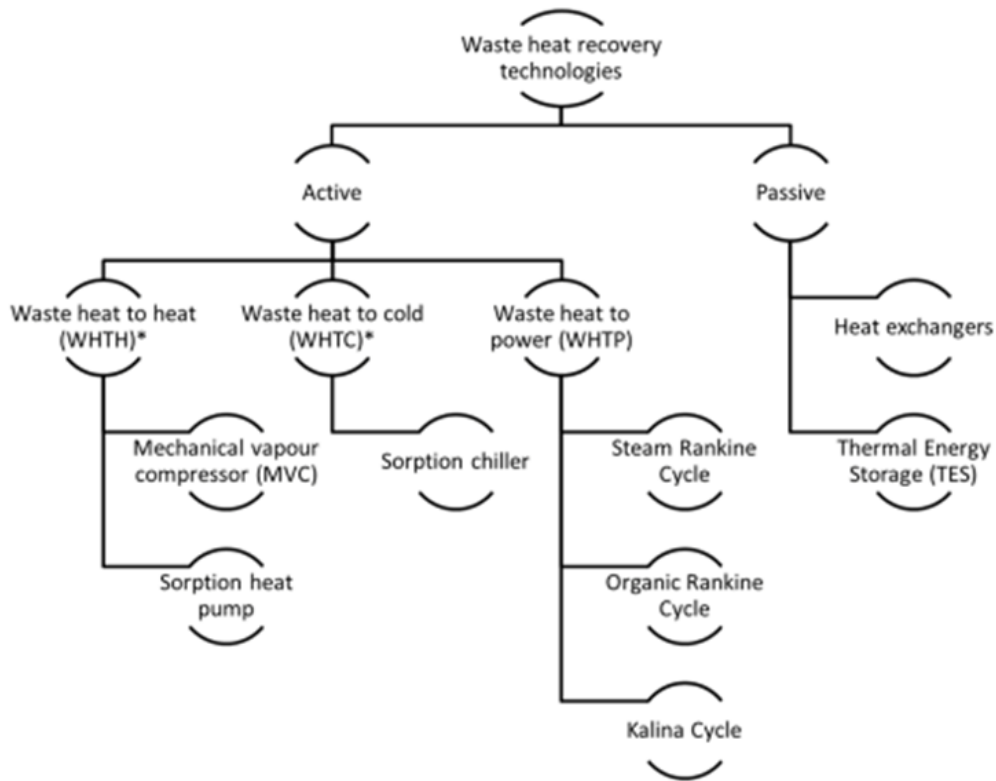 Waste heat recovery
technologies
Active
Passive
Waste heat to heat
(WHTH)*
Waste heat to cold
(WHTC)*
Waste heat to
power (WHTP)
Heat exchangers
Mechanical vapour
compressor (MVC)
Sorption chiller
Steam Rankine
Cycle
Thermal Energy
Storage (TES)
Sorption heat
pump
Organic Rankine
Cycle
Kalina Cycle